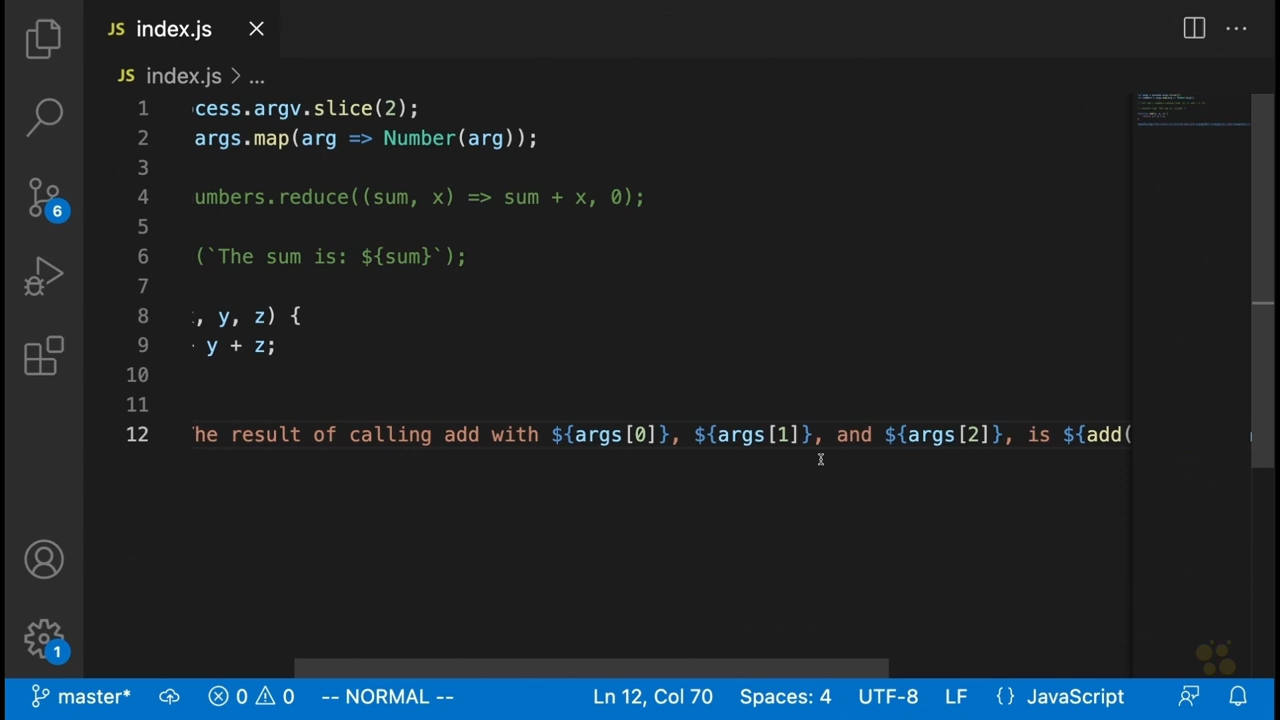 JS index.js
JS index.js > ...
1 cess.argv.slice(2);
2 args.map(arg => Number(arg));
3
4 umbers.reduce((sum, x) => sum + x, 0);
5
6 (`The sum is: ${sum}`);
7
8 , y, z) {
9 y + z;
10
11
12 he result of calling add with ${args[0]}, ${args[1]}, and ${args[2]}, is ${add(
6
1
master* 0 0 -- NORMAL -- Ln 12, Col 70 Spaces: 4 UTF-8 LF {} JavaScript